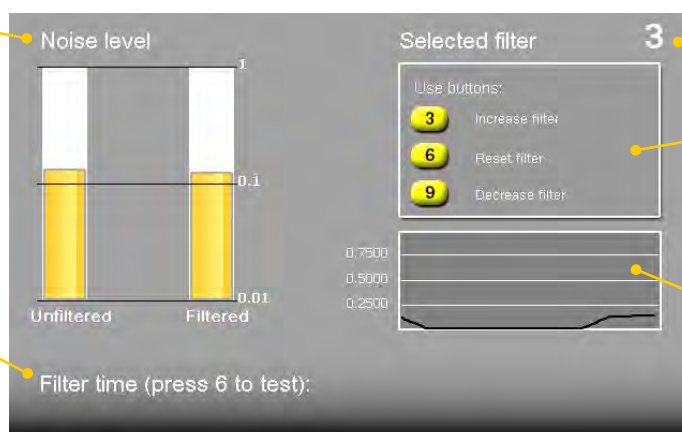 Noise level
1
0.1
0.01
Unfiltered Filtered
Filter time (press 6 to test):
Selected filter 3
Use buttons:
3 Increase filter
6 Reset filter
9 Decrease filter
0.7500
0.5000
0.2500